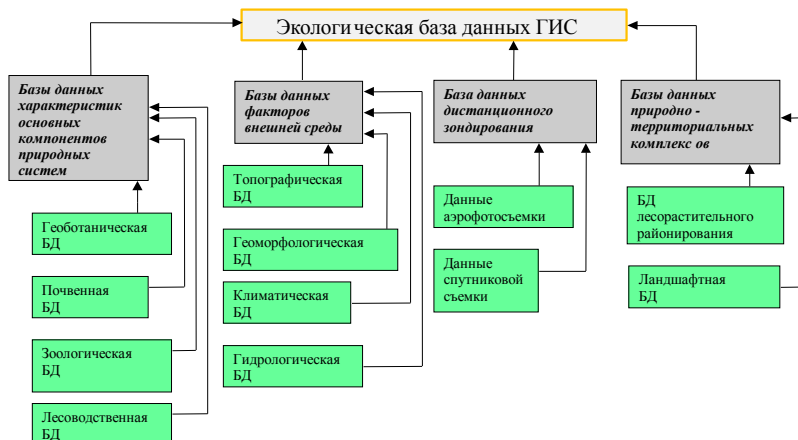 Экологическая база данных ГИС
Базы данных
характеристик
основных
компонентов
природных
систем
Геоботаническая
БД
Почвенная
БД
Зоологическая
БД
Лесоводственная
БД
Базы данных
факторов
внешней среды
Топографическая
БД
Геоморфологическая
БД
Климатическая
БД
Гидрологическая
БД
База данных
дистанционного
зондирования
Данные
аэрофотосъемки
Данные
спутниковой
съемки
Базы данных
природно -
территориальных
комплекс ов
БД
лесорастительного
районирования
Ландшафтная
БД